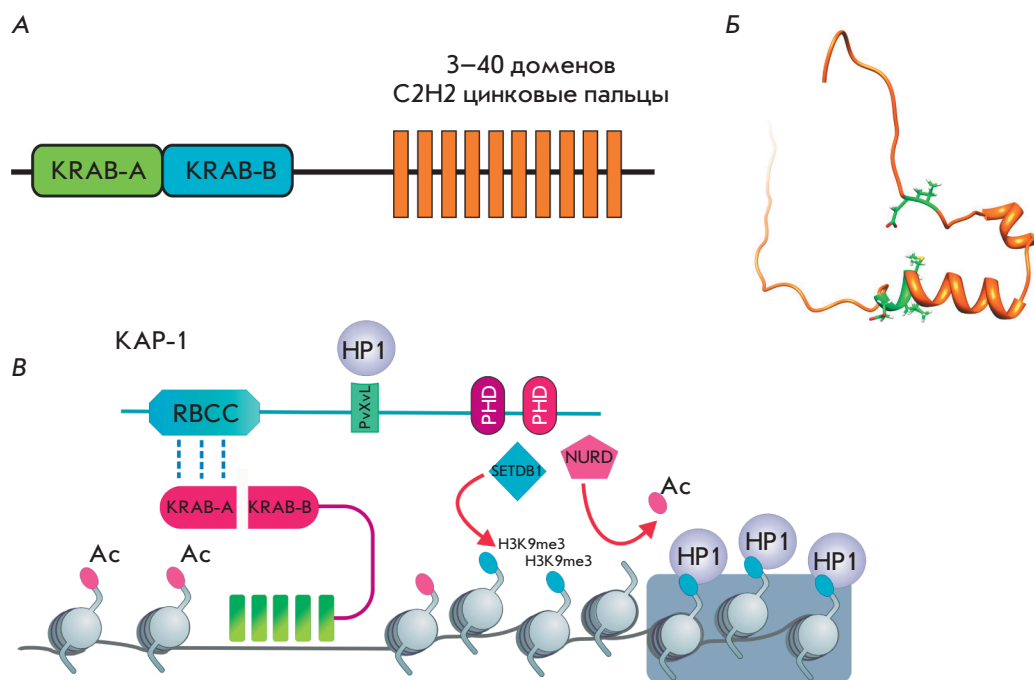 А
Б
3–40 доменов
C2H2 цинковые пальцы
KRAB-A
KRAB-B
В
KAP-1
HP1
RBCC
PvXvL
PHD
PHD
SETDB1
NURD
Ac
KRAB-A
KRAB-B
Ac
Ac
H3K9me3
H3K9me3
HP1
HP1
HP1